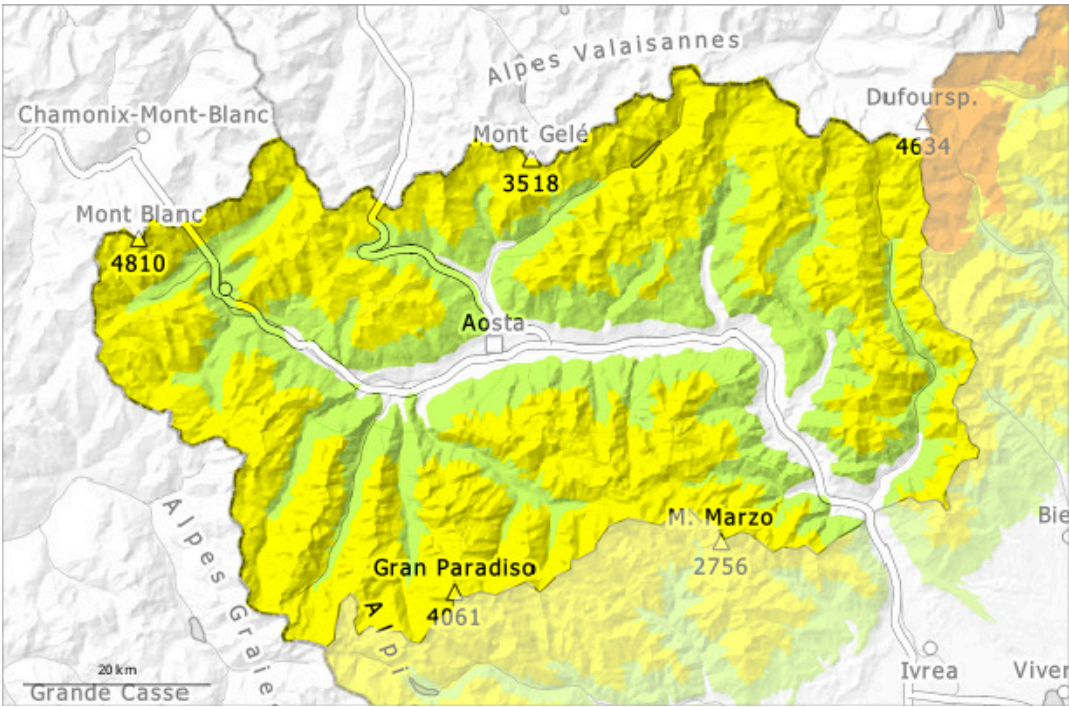 Alpes Valaisannes
Dufoursp.
4634
Chamonix-Mont-Blanc
Mont Gelé
3518
Mont Blanc
4810
Aosta
M. Marzo
2756
Bie
Gran Paradiso
4061
Alpes Graie
Alpi
20 km
Grande Casse
Ivrea
Viver